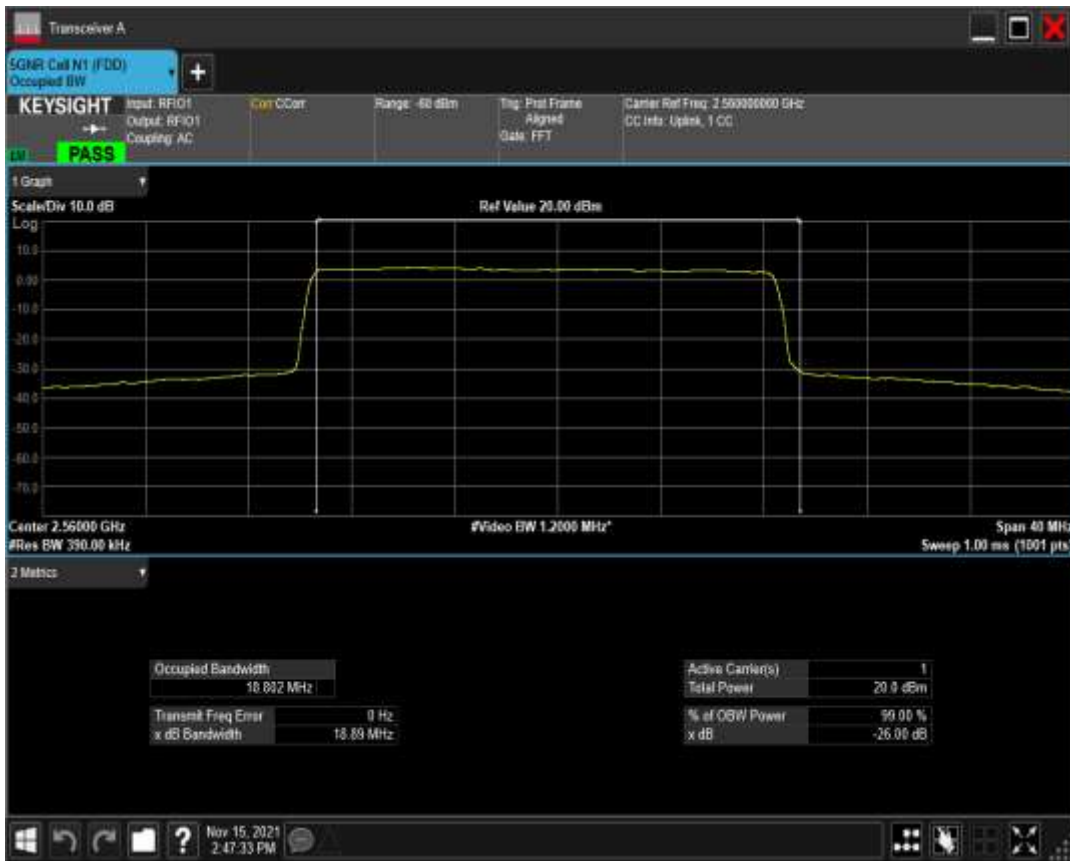 Transceiver A
5GNR Cell N1 (FDD)
Occupied BW
+
KEYSIGHT
PASS
Input: RFIO1
Output: RFIO1
Coupling: AC
Corr CCorr
Range: -60 dBm
Trig: Prot Frame
Aligned
Gate: FFT
Carrier Ref Freq: 2.560000000 GHz
CC Info: Uplink, 1 CC
1 Graph
Scale/Div 10.0 dB
Ref Value 20.00 dBm
Log
10.0
0.00
-10.0
-20.0
-30.0
-40.0
-50.0
-60.0
-70.0
Center 2.56000 GHz
#Video BW 1.2000 MHz*
Span 40 MHz
#Res BW 390.00 kHz
Sweep 1.00 ms (1001 pts)
2 Metrics
Occupied Bandwidth
18.802 MHz
Transmit Freq Error 0 Hz
x dB Bandwidth 18.89 MHz
Active Carrier(s) 1
Total Power 20.0 dBm
% of OBW Power 99.00 %
x dB -26.00 dB
?
Nov 15, 2021
2:47:33 PM